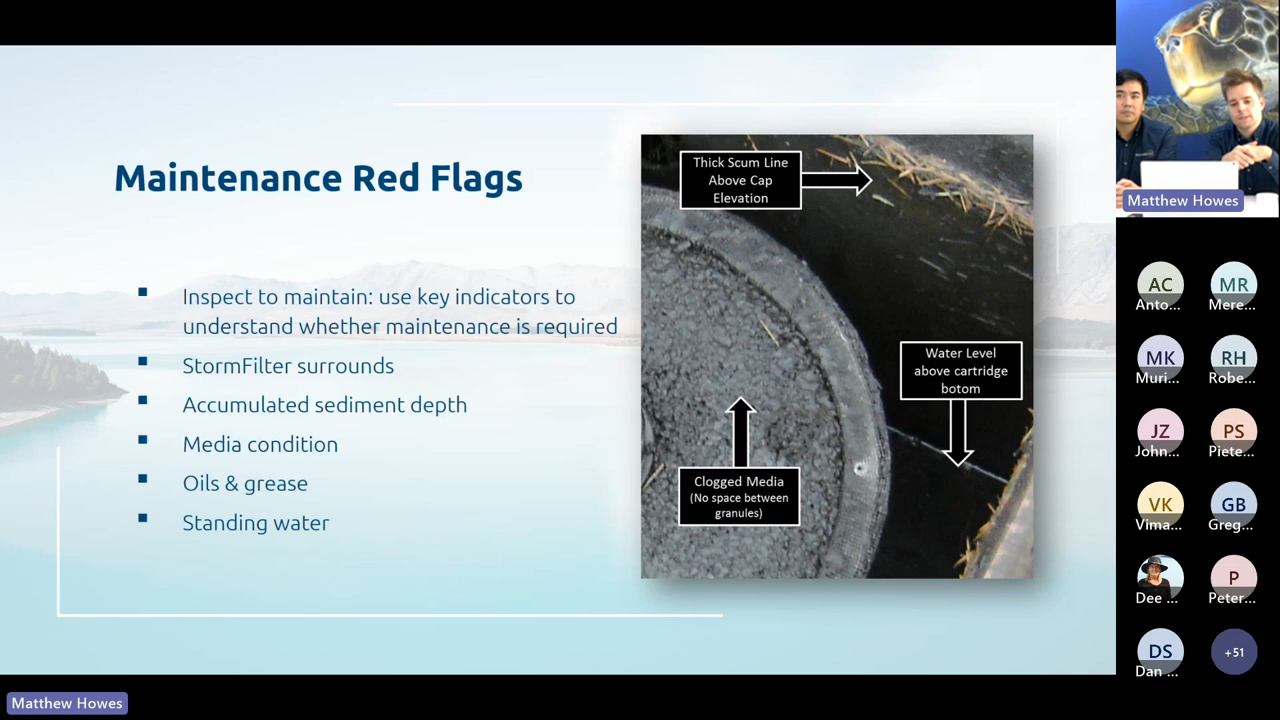 Maintenance Red Flags
Inspect to maintain: use key indicators to
understand whether maintenance is required
StormFilter surrounds
Accumulated sediment depth
Media condition
Oils & grease
Standing water
Thick Scum Line
Above Cap
Elevation
Water Level
above cartridge
botom
Clogged Media
(No space between
granules)
Matthew Howes
AC
Anto...
MR
Mere...
MK
Muri...
RH
Robe...
JZ
John...
PS
Piete...
VK
Vima...
GB
Greg...
Dee ...
P
Peter...
DS
Dan ...
+51
Matthew Howes